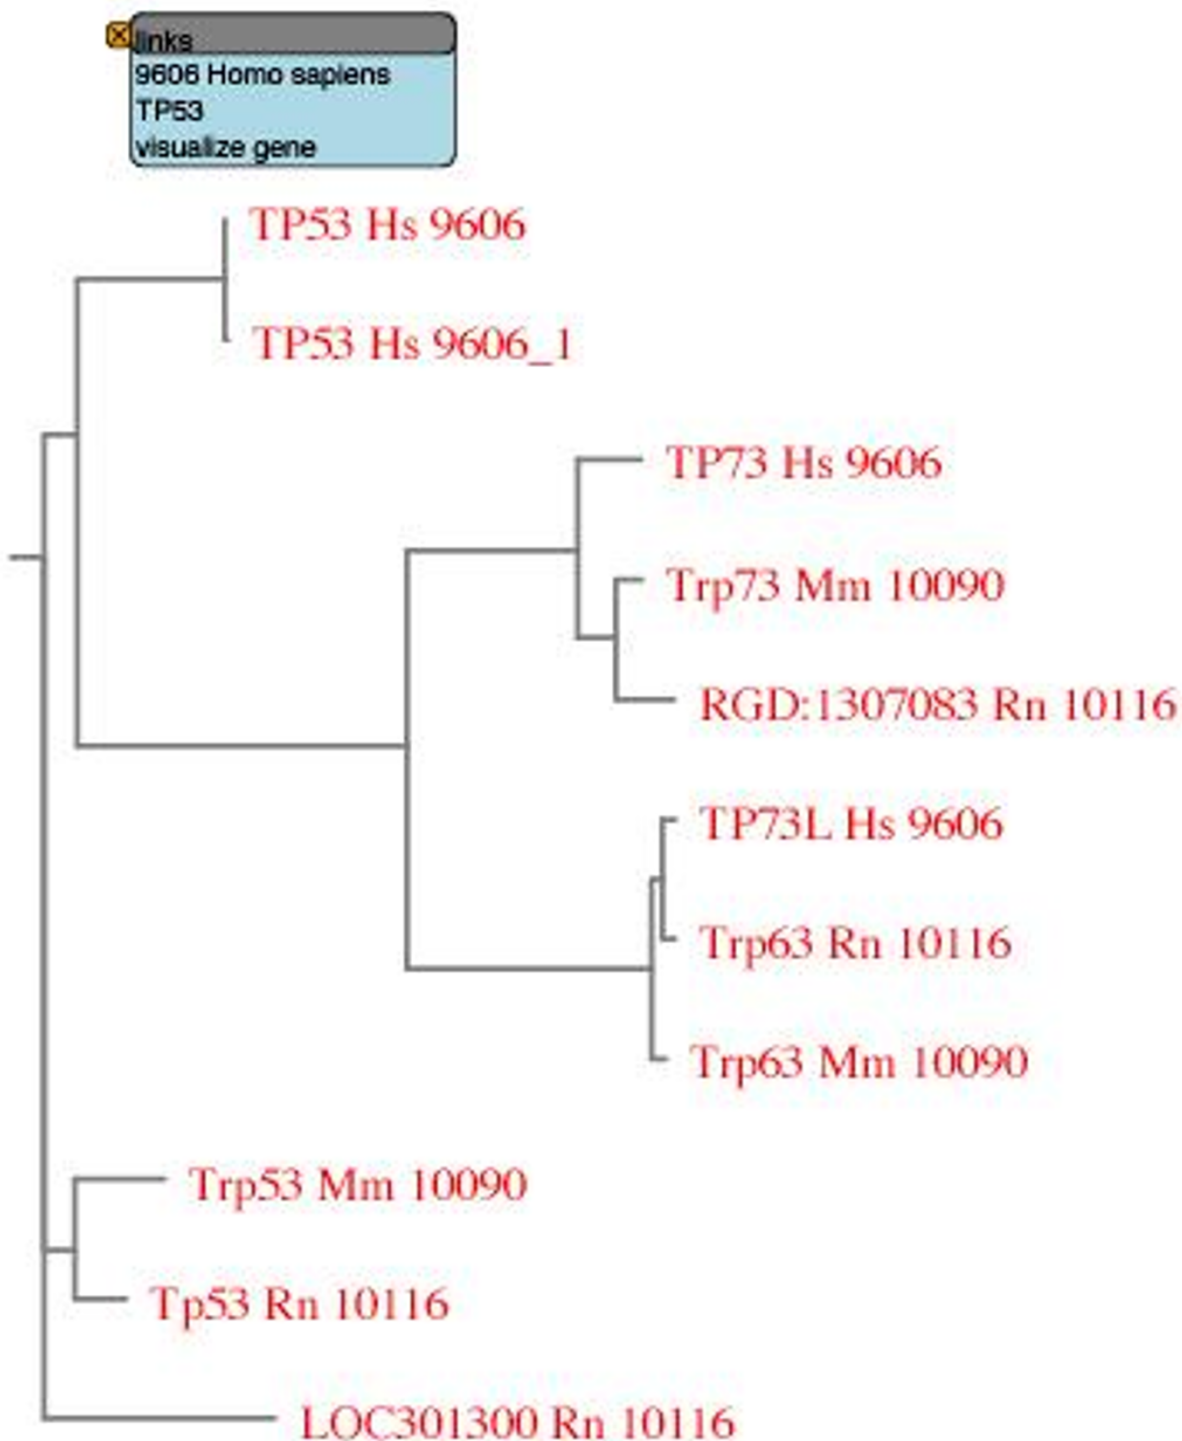 links
9606 Homo sapiens
TP53
visualize gene
TP53 Hs 9606
TP53 Hs 9606_1
TP73 Hs 9606
Trp73 Mm 10090
RGD:1307083 Rn 10116
TP73L Hs 9606
Trp63 Rn 10116
Trp63 Mm 10090
Trp53 Mm 10090
Tp53 Rn 10116
LOC301300 Rn 10116